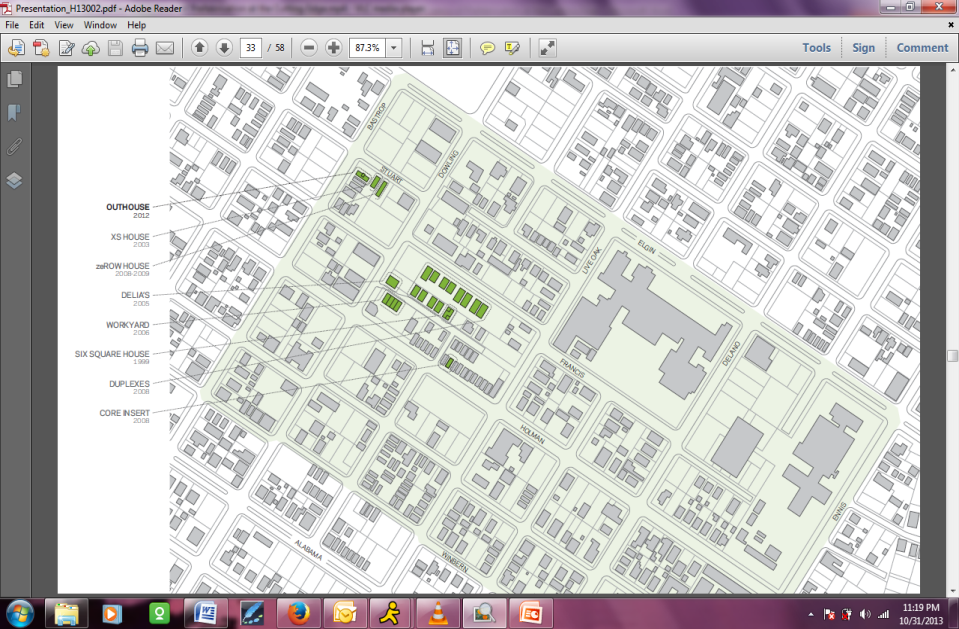 Presentation_H13002.pdf - Adobe Reader
File Edit View Window Help
33 / 58
87.3%
Tools Sign Comment
BASTROP
STUART
DOWLING
OUTHOUSE
2012
XS HOUSE
2003
zeROW HOUSE
2008-2009
DELIA'S
2005
WORKYARD
2006
SIX SQUARE HOUSE
1999
DUPLEXES
2008
CORE INSERT
2008
ELGIN
LIVE OAK
DELANO
FRANCIS
HOLMAN
EVANS
ALABAMA
WINBERN
11:19 PM
10/31/2013